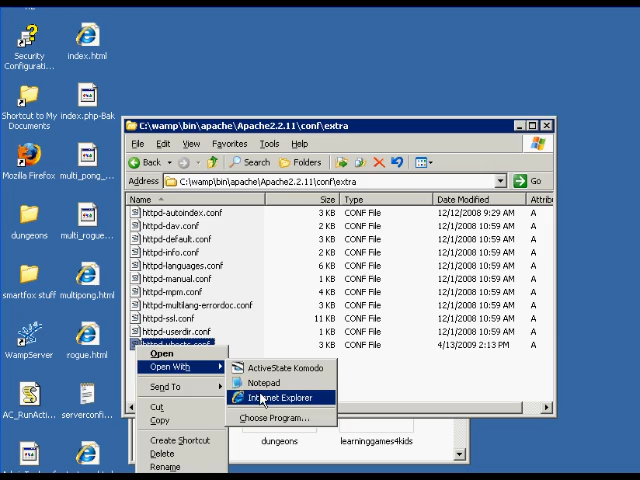 Security
Configurati...
index.html
Shortcut to My
Documents
index.php-Bak
Mozilla Firefox
multi_pong_...
dungeons
multi_rogue...
smartfox stuff
multipong.html
WampServer
rogue.html
AC_RunActi...
serverconfi...
C:\wamp\bin\apache\Apache2.2.11\conf\extra
File Edit View Favorites Tools Help
Back Search Folders
Address C:\wamp\bin\apache\Apache2.2.11\conf\extra Go
Name Size Type Date Modified Attrib
httpd-autoindex.conf 3 KB CONF File 12/12/2008 9:29 AM A
httpd-dav.conf 2 KB CONF File 12/1/2008 10:59 AM A
httpd-default.conf 3 KB CONF File 12/1/2008 10:59 AM A
httpd-info.conf 2 KB CONF File 12/1/2008 10:59 AM A
httpd-languages.conf 6 KB CONF File 12/1/2008 10:59 AM A
httpd-manual.conf 1 KB CONF File 12/1/2008 10:59 AM A
httpd-mpm.conf 4 KB CONF File 12/1/2008 10:59 AM A
httpd-multilang-errordoc.conf 3 KB CONF File 12/1/2008 10:59 AM A
httpd-ssl.conf 11 KB CONF File 12/1/2008 10:59 AM A
httpd-userdir.conf 1 KB CONF File 12/1/2008 10:59 AM A
httpd-vhosts.conf 3 KB CONF File 4/13/2009 2:13 PM A
Open
Open With
Send To
Cut
Copy
Create Shortcut
Delete
Rename
ActiveState Komodo
Notepad
Internet Explorer
Choose Program...
dungeons
learninggames4kids